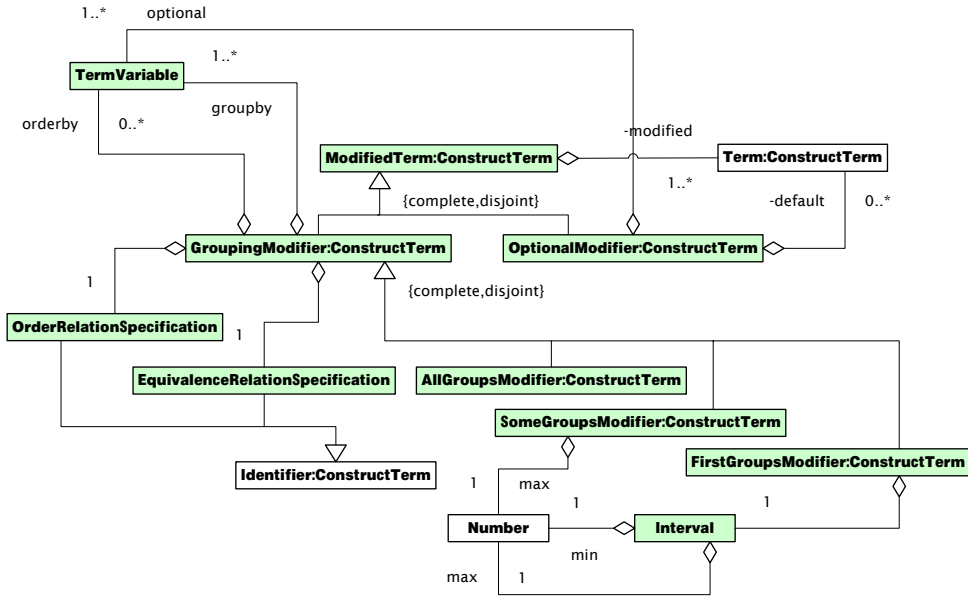 1..* optional
1..*
TermVariable
groupby
orderby 0..*
-modified
ModifiedTerm:ConstructTerm
Term:ConstructTerm
1..*
{complete,disjoint}
-default 0..*
GroupingModifier:ConstructTerm
OptionalModifier:ConstructTerm
1
{complete,disjoint}
OrderRelationSpecification
1
EquivalenceRelationSpecification
AllGroupsModifier:ConstructTerm
SomeGroupsModifier:ConstructTerm
FirstGroupsModifier:ConstructTerm
Identifier:ConstructTerm
1 max
1
1
Number
Interval
min
max 1